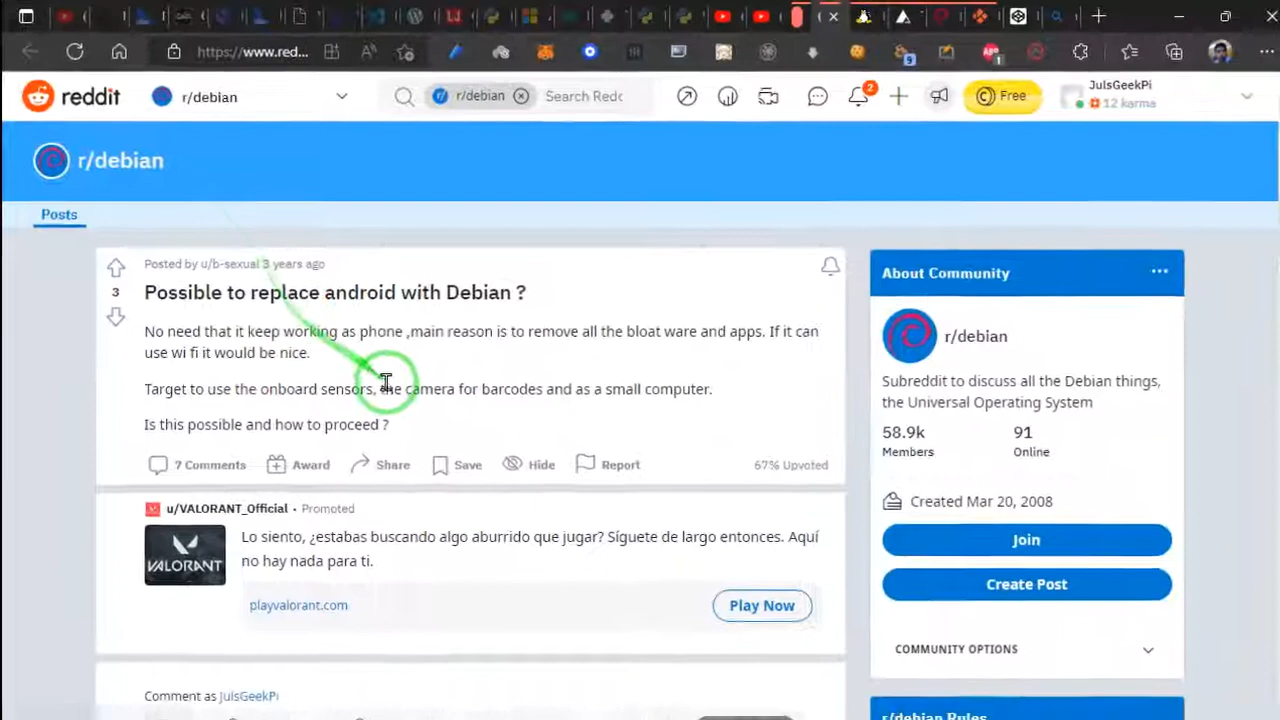 https://www.red...
9
1
reddit
r/debian
r/debian
Search Redd
2
Free
JulsGeekPi
12 karma
r/debian
Posts
Posted by u/b-sexual 3 years ago
3
Possible to replace android with Debian ?
No need that it keep working as phone ,main reason is to remove all the bloat ware and apps. If it can
use wi fi it would be nice.
Target to use the onboard sensors, the camera for barcodes and as a small computer.
Is this possible and how to proceed ?
7 Comments
Award
Share
Save
Hide
Report
67% Upvoted
u/VALORANT_Official • Promoted
VALORANT
Lo siento, ¿estabas buscando algo aburrido que jugar? Síguete de largo entonces. Aquí
no hay nada para ti.
playvalorant.com
Play Now
Comment as JulsGeekPi
About Community
r/debian
Subreddit to discuss all the Debian things,
the Universal Operating System
58.9k
91
Members
Online
Created Mar 20, 2008
Join
Create Post
COMMUNITY OPTIONS
r/debian Rules